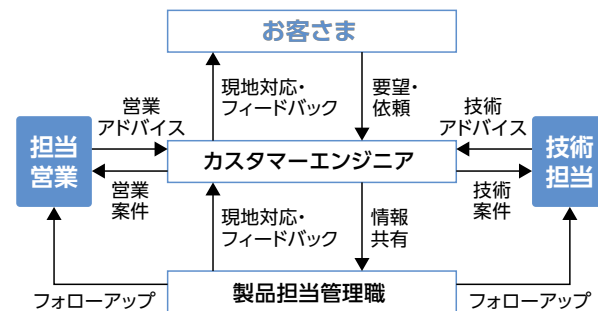 お客さま
現地対応・
フィードバック
要望・
依頼
営業
アドバイス
技術
アドバイス
担当
営業
カスタマーエンジニア
技術
担当
営業
案件
技術
案件
現地対応・
フィードバック
情報
共有
フォローアップ
製品担当管理職
フォローアップ